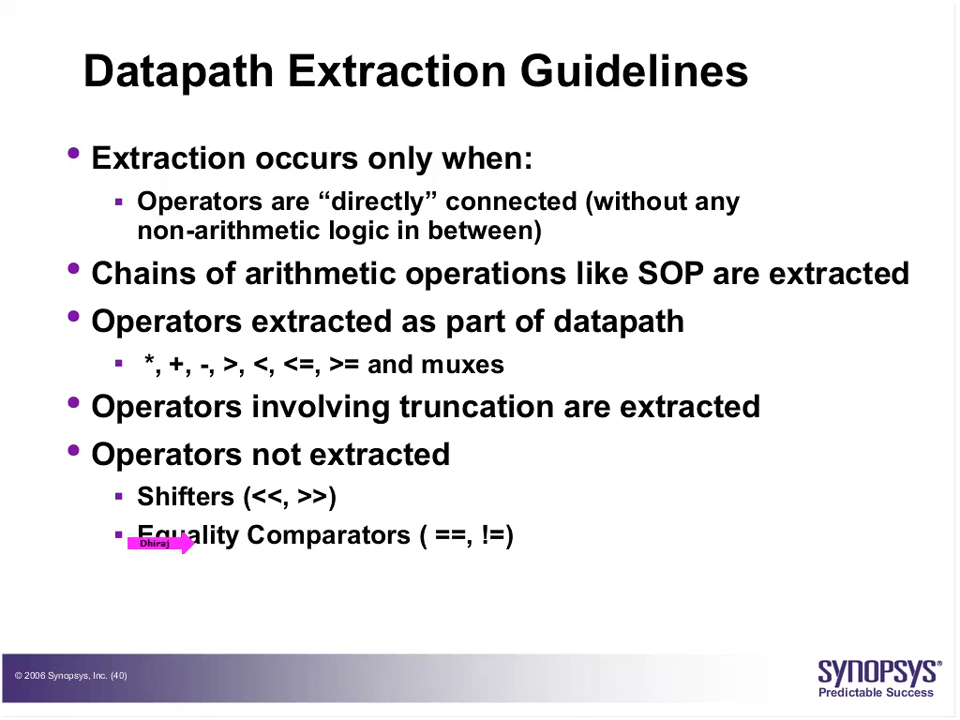 Datapath Extraction Guidelines
• Extraction occurs only when:
▪ Operators are “directly” connected (without any
non-arithmetic logic in between)
• Chains of arithmetic operations like SOP are extracted
• Operators extracted as part of datapath
▪ *, +, -, >, <, <=, >= and muxes
• Operators involving truncation are extracted
• Operators not extracted
▪ Shifters (<<, >>)
▪ Equality Comparators ( ==, !=)
Dhiraj
© 2006 Synopsys, Inc. (40)
SYNOPSYS®
Predictable Success